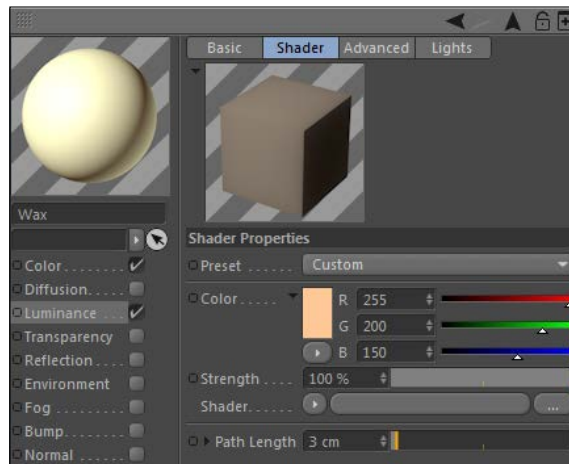 Basic Shader Advanced Lights
Wax
Color........
Diffusion.....
Luminance ...
Transparency
Reflection ....
Environment
Fog .........
Bump........
Normal ......
Shader Properties
Preset ...... Custom
Color..... R 255
G 200
B 150
Strength .... 100 %
Shader...... ...
Path Length 3 cm